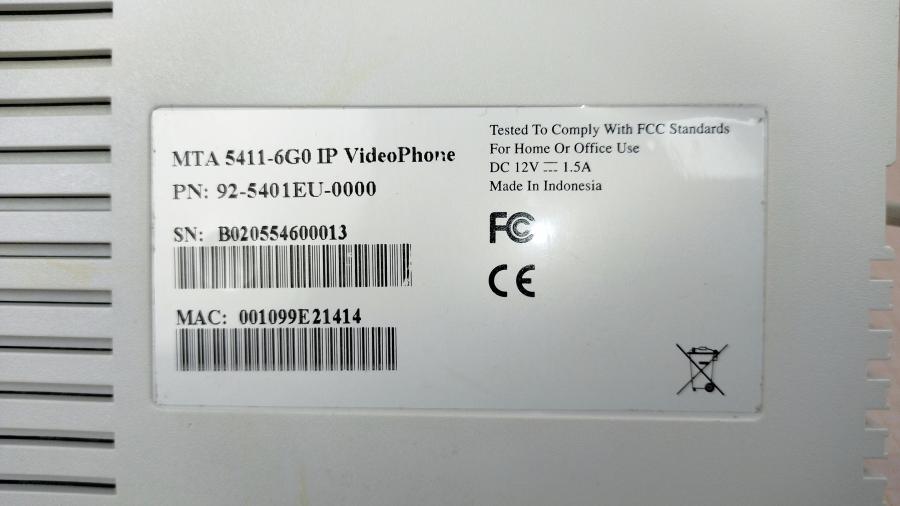 MTA 5411-6G0 IP VideoPhone
PN: 92-5401EU-0000
SN: B020554600013
MAC: 001099E21414
Tested To Comply With FCC Standards
For Home Or Office Use
DC 12V ⎓ 1.5A
Made In Indonesia
FC
CE